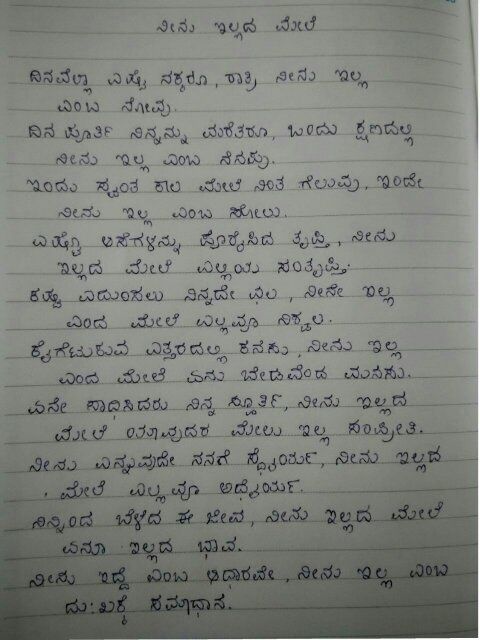 ನೀನು ಇಲ್ಲದ ಮೇಲೆ
ದಿನವೆಲ್ಲಾ ಎಷ್ಟೆ ನಕ್ಕರೂ, ರಾತ್ರಿ ನೀನು ಇಲ್ಲ
ಎಂಬ ನೋವು.
ದಿನ ಪೂರ್ತಿ ನಿನ್ನನ್ನು ಮರೆತರೂ, ಒಂದು ಕ್ಷಣದಲ್ಲಿ
ನೀನು ಇಲ್ಲ ಎಂಬ ನೆನಪು.
ಇಂದು ಸ್ವಂತ ಕಾಲ ಮೇಲೆ ನಿಂತ ಗೆಲುವು, ಇಂದೇ
ನೀನು ಇಲ್ಲ ಎಂಬ ಸೋಲು.
ಎಷ್ಟೊ ಆಸೆಗಳನ್ನು ಪೂರೈಸಿದ ತೃಪ್ತಿ, ನೀನು
ಇಲ್ಲದ ಮೇಲೆ ಎಲ್ಲಿಯ ಸಂತೃಪ್ತಿ.
ಕಷ್ಟ ಎದುರಿಸಲು ನಿನ್ನದೇ ಛಲ, ನೀನೇ ಇಲ್ಲ
ಎಂದ ಮೇಲೆ ಎಲ್ಲವೂ ನಿಶ್ಚಲ.
ಕೈಗೆಟುಕುವ ಎತ್ತರದಲ್ಲಿ ಕನಸು, ನೀನು ಇಲ್ಲ
ಎಂದ ಮೇಲೆ ಏನು ಬೇಡವೆಂಡ ಮನಸು.
ಏನೇ ಸಾಧಿಸಿದರು ನಿನ್ನ ಸ್ಪೂರ್ತಿ, ನೀನು ಇಲ್ಲದ
ಮೇಲೆ ಯಾವುದರ ಮೇಲು ಇಲ್ಲ ಸಂಪ್ರೀತಿ.
ನೀನು ಎನ್ನುವುದೇ ನನಗೆ ಸ್ಥೈರ್ಯ, ನೀನು ಇಲ್ಲದ
ಮೇಲೆ ಎಲ್ಲವೂ ಅಧೈರ್ಯ.
ನಿನ್ನಿಂದ ಬೆಳೆದ ಈ ಜೀವ, ನೀನು ಇಲ್ಲದ ಮೇಲೆ
ಏನೂ ಇಲ್ಲದ ಭಾವ.
ನೀನು ಇದ್ದೆ ಎಂಬ ಆಧಾರವೇ, ನೀನು ಇಲ್ಲ ಎಂಬ
ದು:ಖಕ್ಕೆ ಸಮಾಧಾನ.